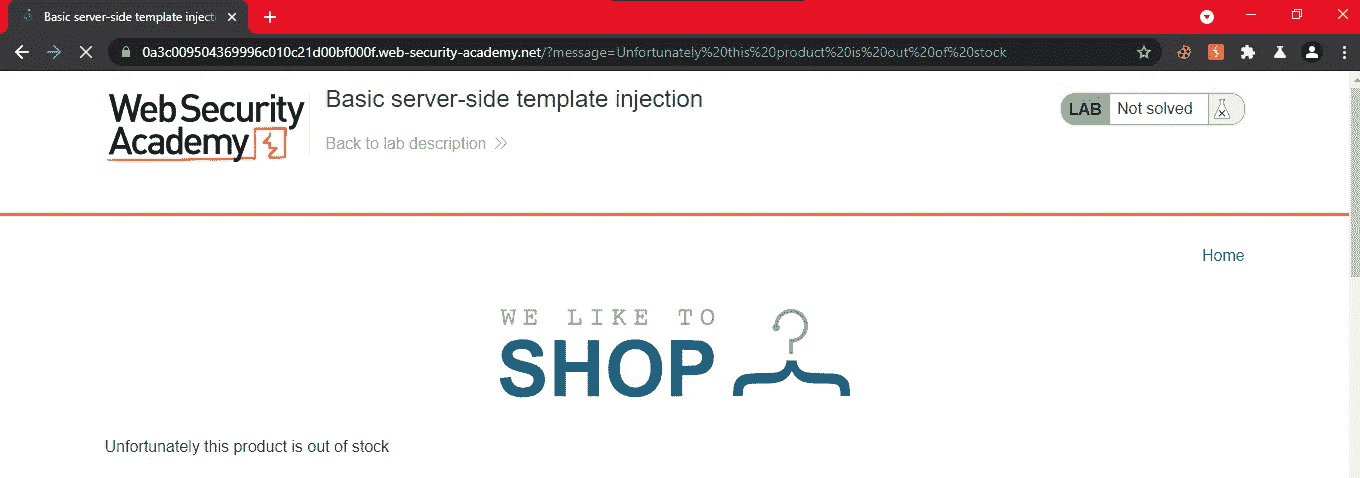 Basic server-side template inject
0a3c009504369996c010c21d00bf000f.web-security-academy.net/?message=Unfortunately%20this%20product%20is%20out%20of%20stock
Web Security
Academy
Basic server-side template injection
Back to lab description
LAB Not solved
Home
WE LIKE TO
SHOP
Unfortunately this product is out of stock